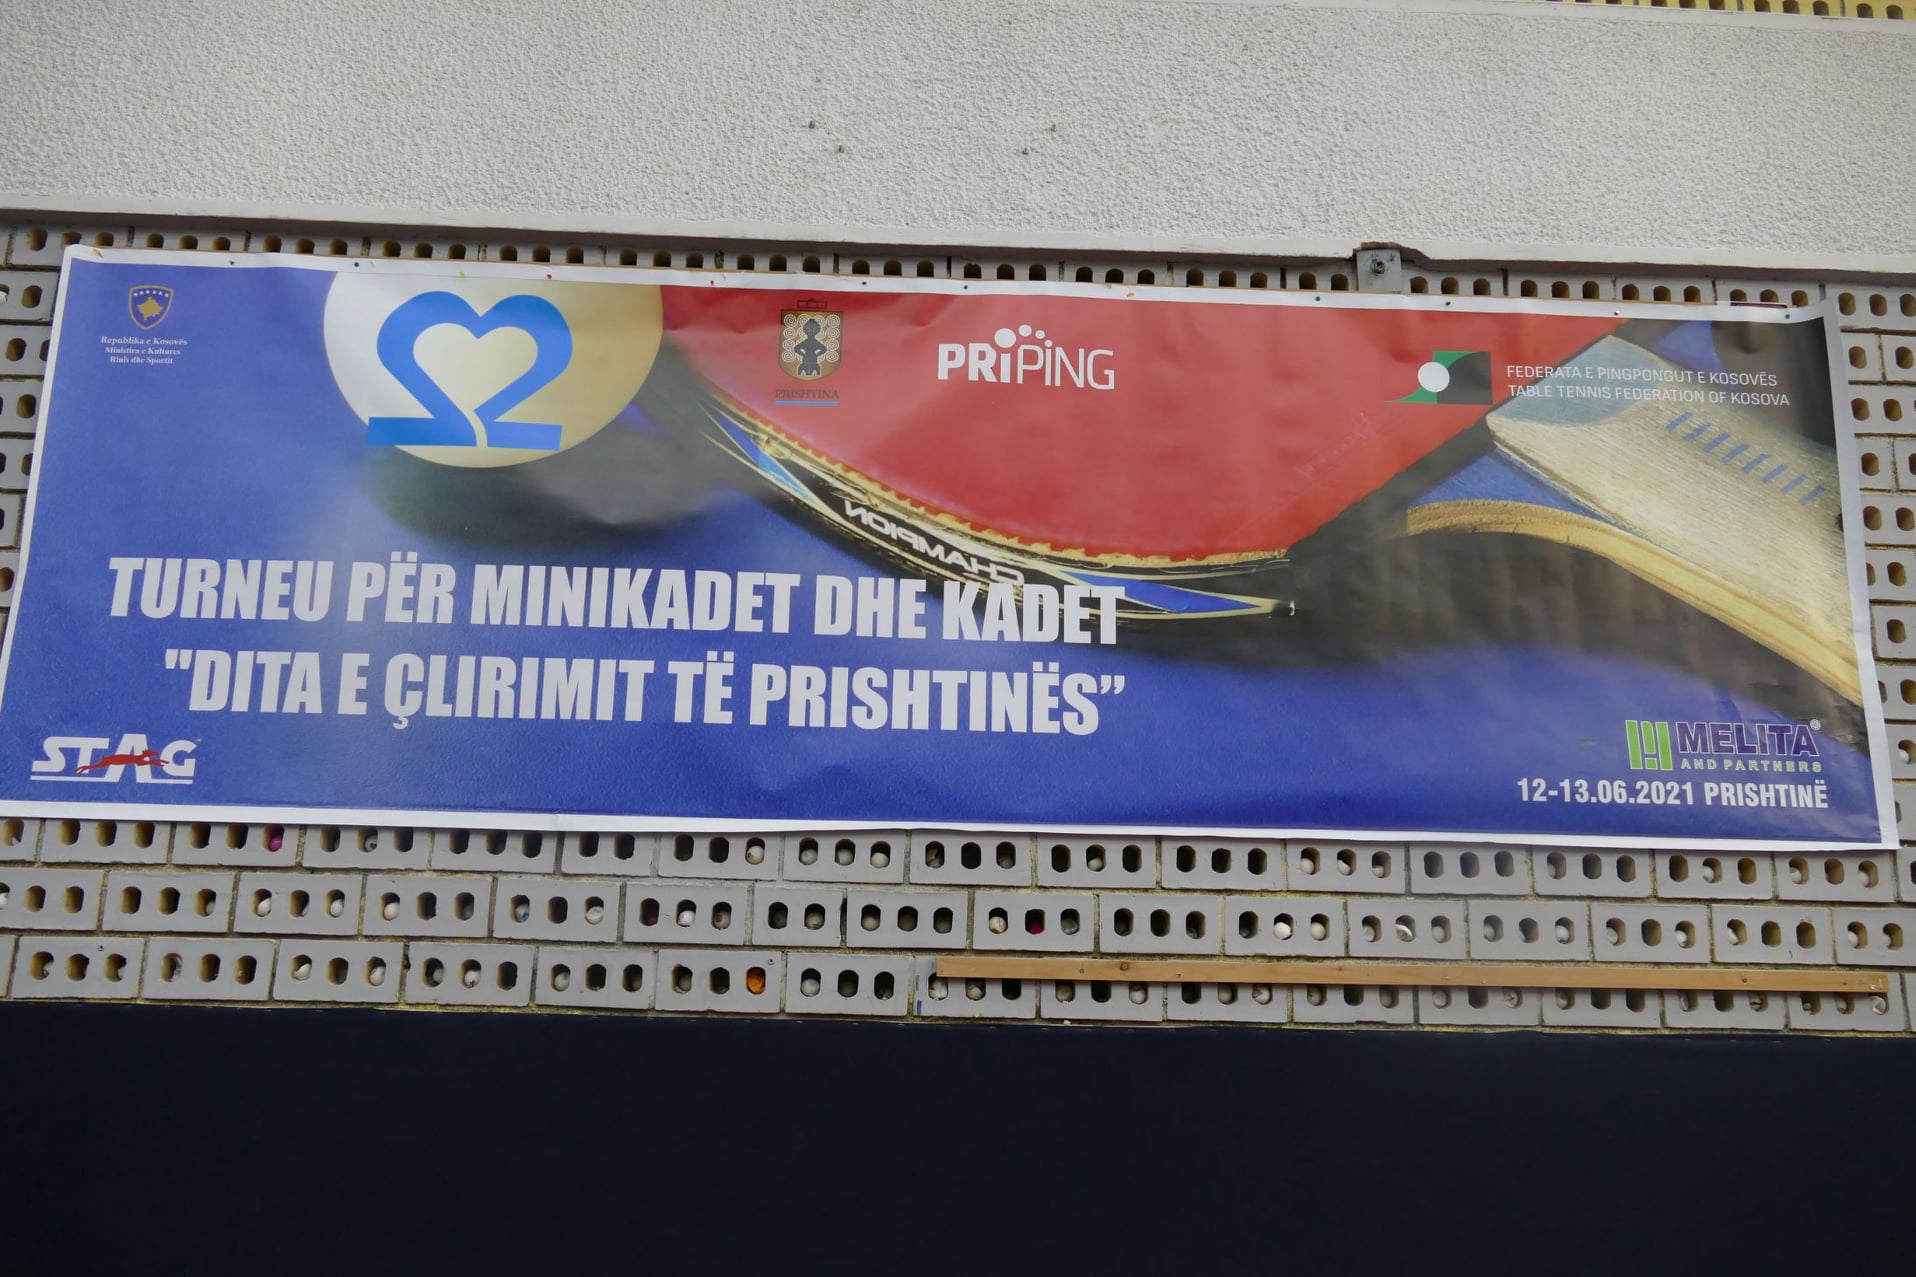 Republika e Kosovës
Ministria e Kulturës
Rinis dhe Sportit
22
PRISHTINA
PRiPiNG
FEDERATA E PINGPONGUT E KOSOVËS
TABLE TENNIS FEDERATION OF KOSOVA
CHAMPION
TURNEU PËR MINIKADET DHE KADET
"DITA E ÇLIRIMIT TË PRISHTINËS”
STAG
MELITA®
AND PARTNERS
12-13.06.2021 PRISHTINË